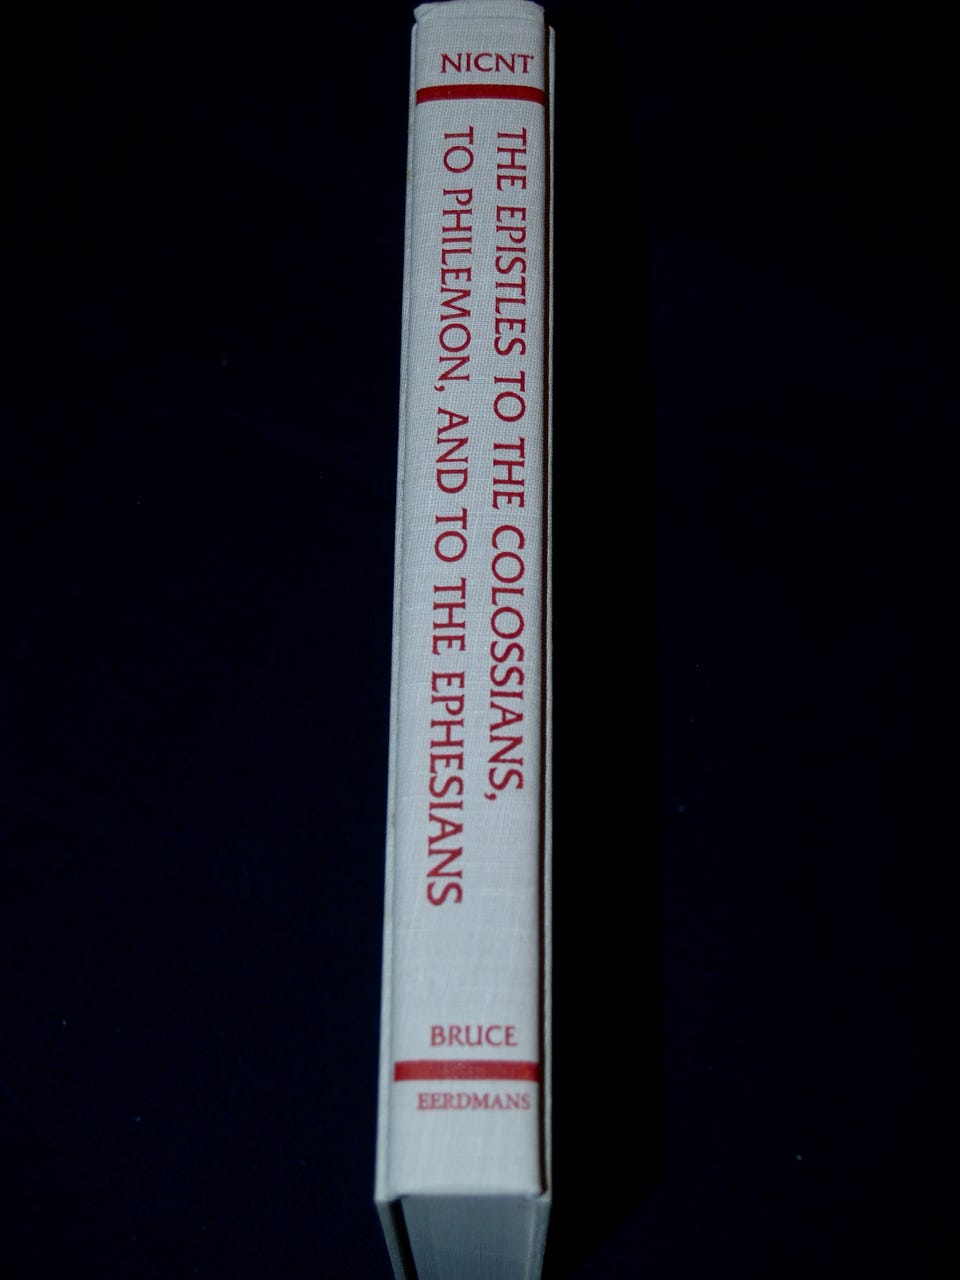 NICNT
THE EPISTLES TO THE COLOSSIANS,
TO PHILEMON, AND TO THE EPHESIANS
BRUCE
EERDMANS